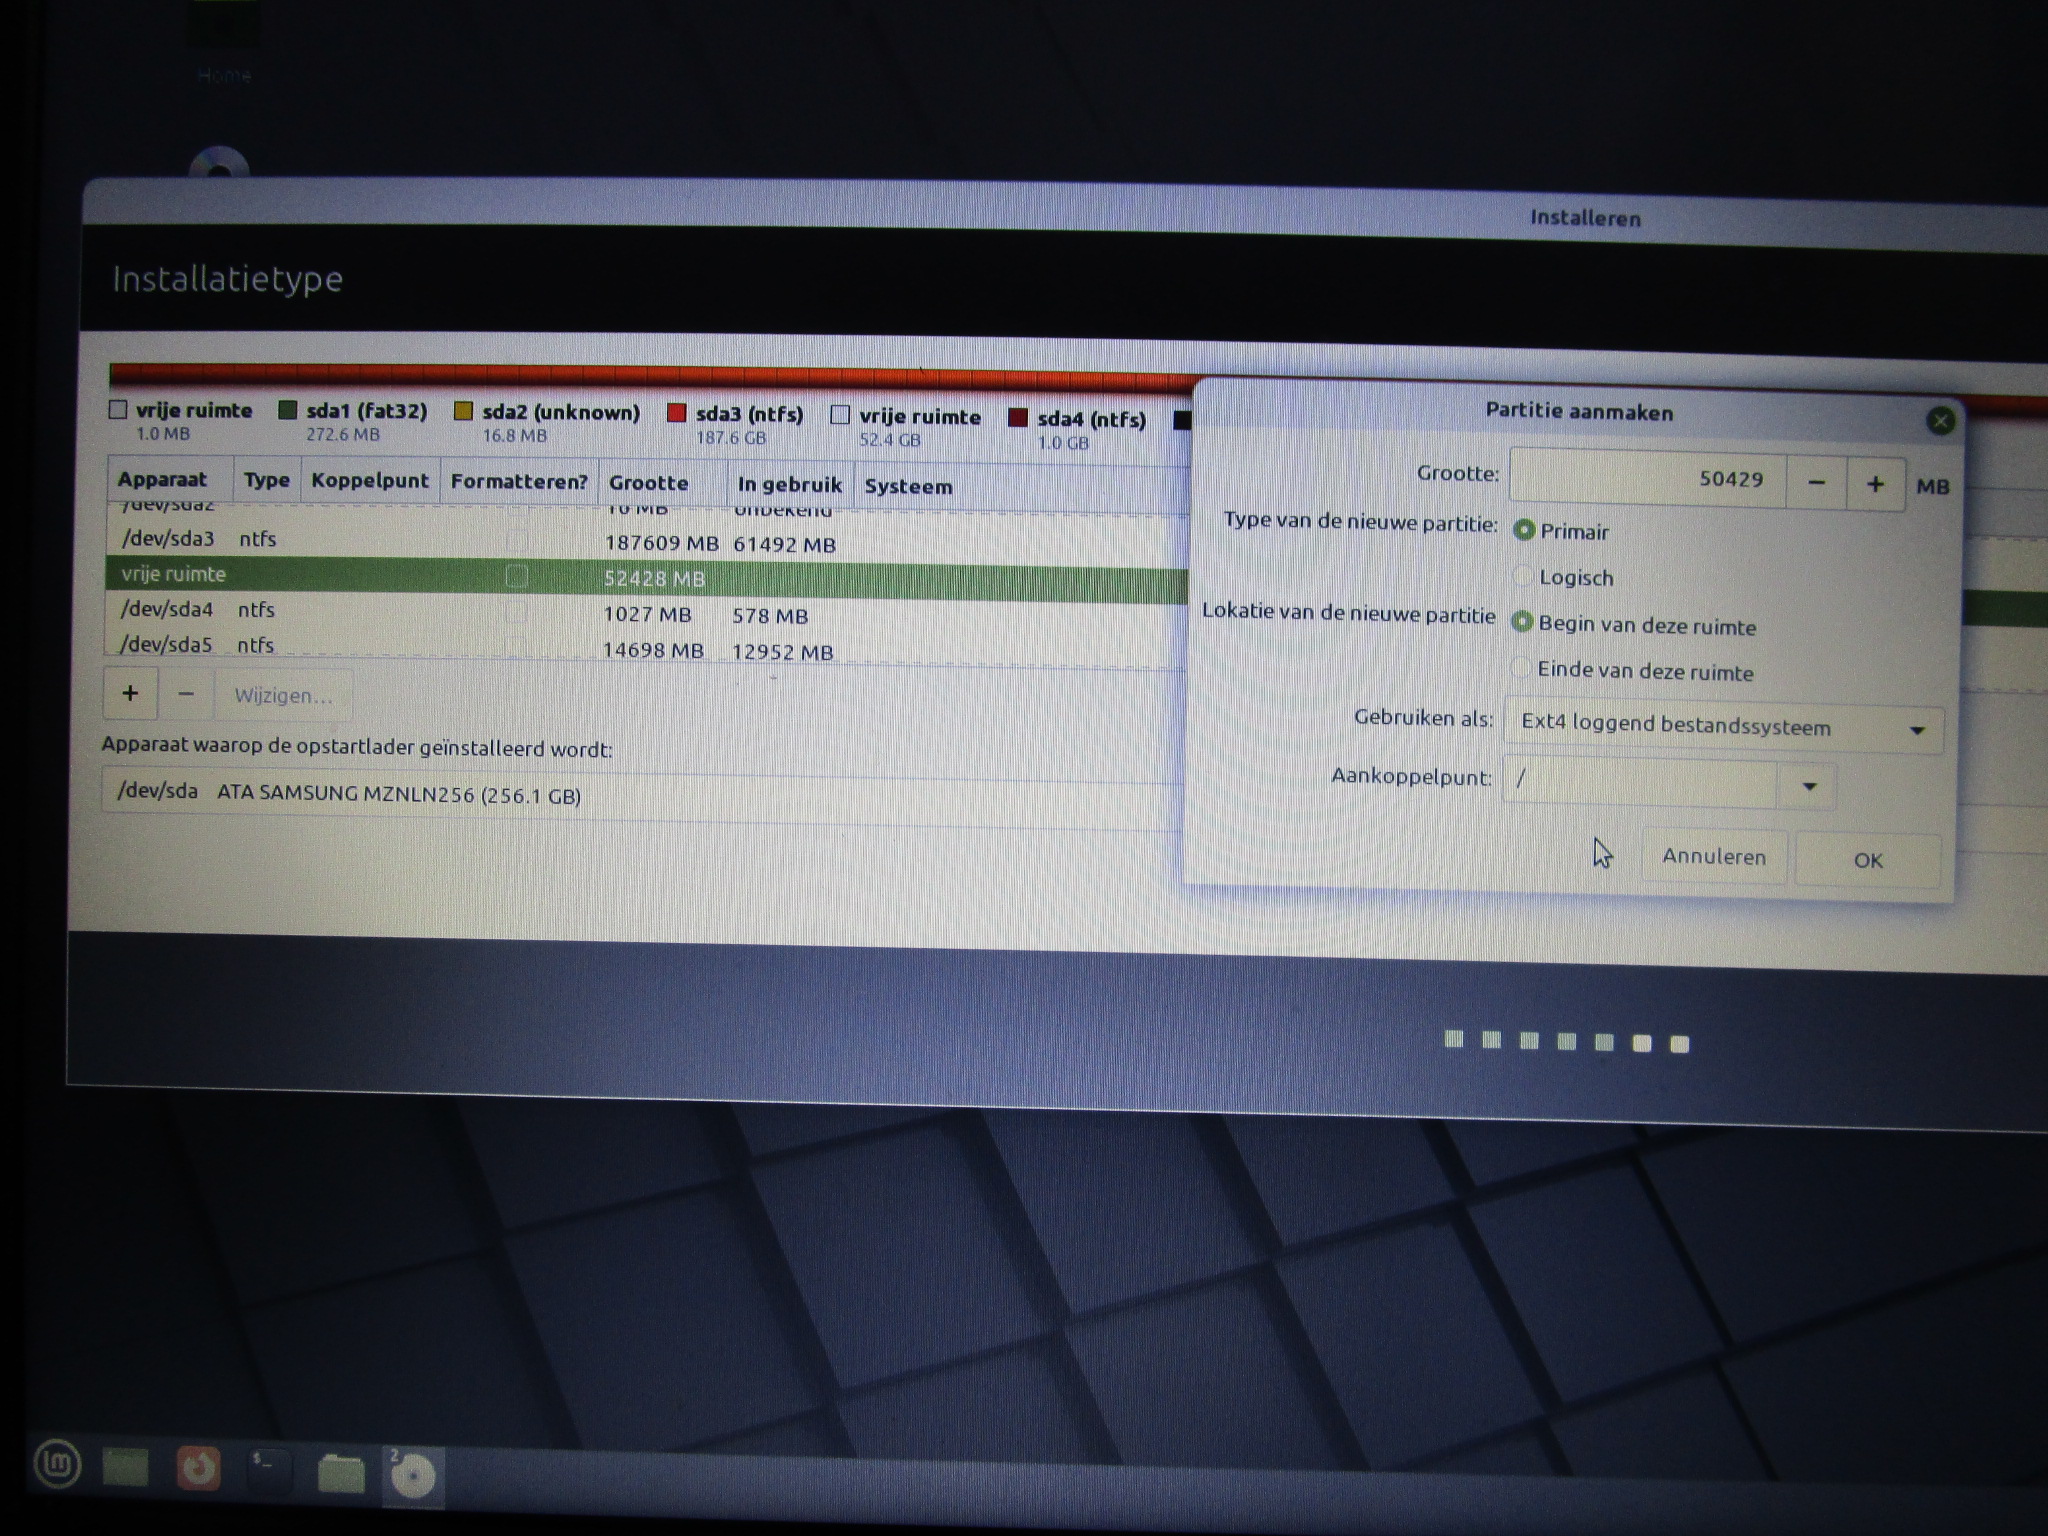 Home
Installeren
Installatietype
vrije ruimte
1.0 MB
sda1 (fat32)
272.6 MB
sda2 (unknown)
16.8 MB
sda3 (ntfs)
187.6 GB
vrije ruimte
52.4 GB
sda4 (ntfs)
1.0 GB
Apparaat Type Koppelpunt Formatteren? Grootte In gebruik Systeem
/dev/sda2 16 MB onbekend
/dev/sda3 ntfs 187609 MB 61492 MB
vrije ruimte 52428 MB
/dev/sda4 ntfs 1027 MB 578 MB
/dev/sda5 ntfs 14698 MB 12952 MB
+ − Wijzigen...
Apparaat waarop de opstartlader geïnstalleerd wordt:
/dev/sda ATA SAMSUNG MZNLN256 (256.1 GB)
Partitie aanmaken
Grootte: 50429 − + MB
Type van de nieuwe partitie: Primair
Logisch
Lokatie van de nieuwe partitie Begin van deze ruimte
Einde van deze ruimte
Gebruiken als: Ext4 loggend bestandssysteem
Aankoppelpunt: /
Annuleren OK
lm
$_
2